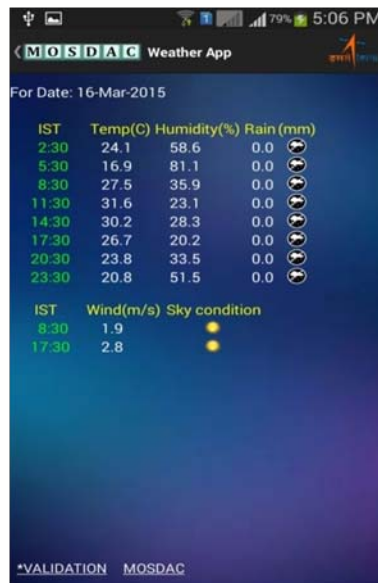 79% 5:06 PM
MOSDAC Weather App
For Date: 16-Mar-2015
IST Temp(C) Humidity(%) Rain (mm)
2:30 24.1 58.6 0.0
5:30 16.9 81.1 0.0
8:30 27.5 35.9 0.0
11:30 31.6 23.1 0.0
14:30 30.2 28.3 0.0
17:30 26.7 20.2 0.0
20:30 23.8 33.5 0.0
23:30 20.8 51.5 0.0
IST Wind(m/s) Sky condition
8:30 1.9
17:30 2.8
*VALIDATION MOSDAC